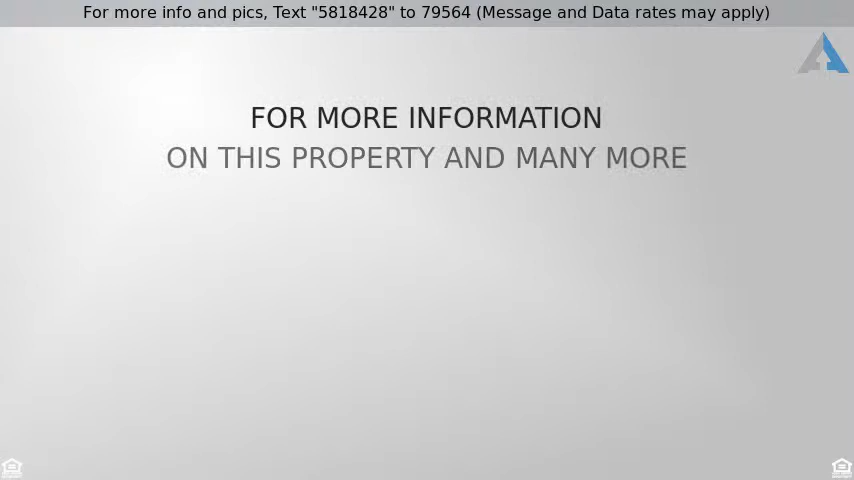 For more info and pics, Text "5818428" to 79564 (Message and Data rates may apply)
FOR MORE INFORMATION
ON THIS PROPERTY AND MANY MORE